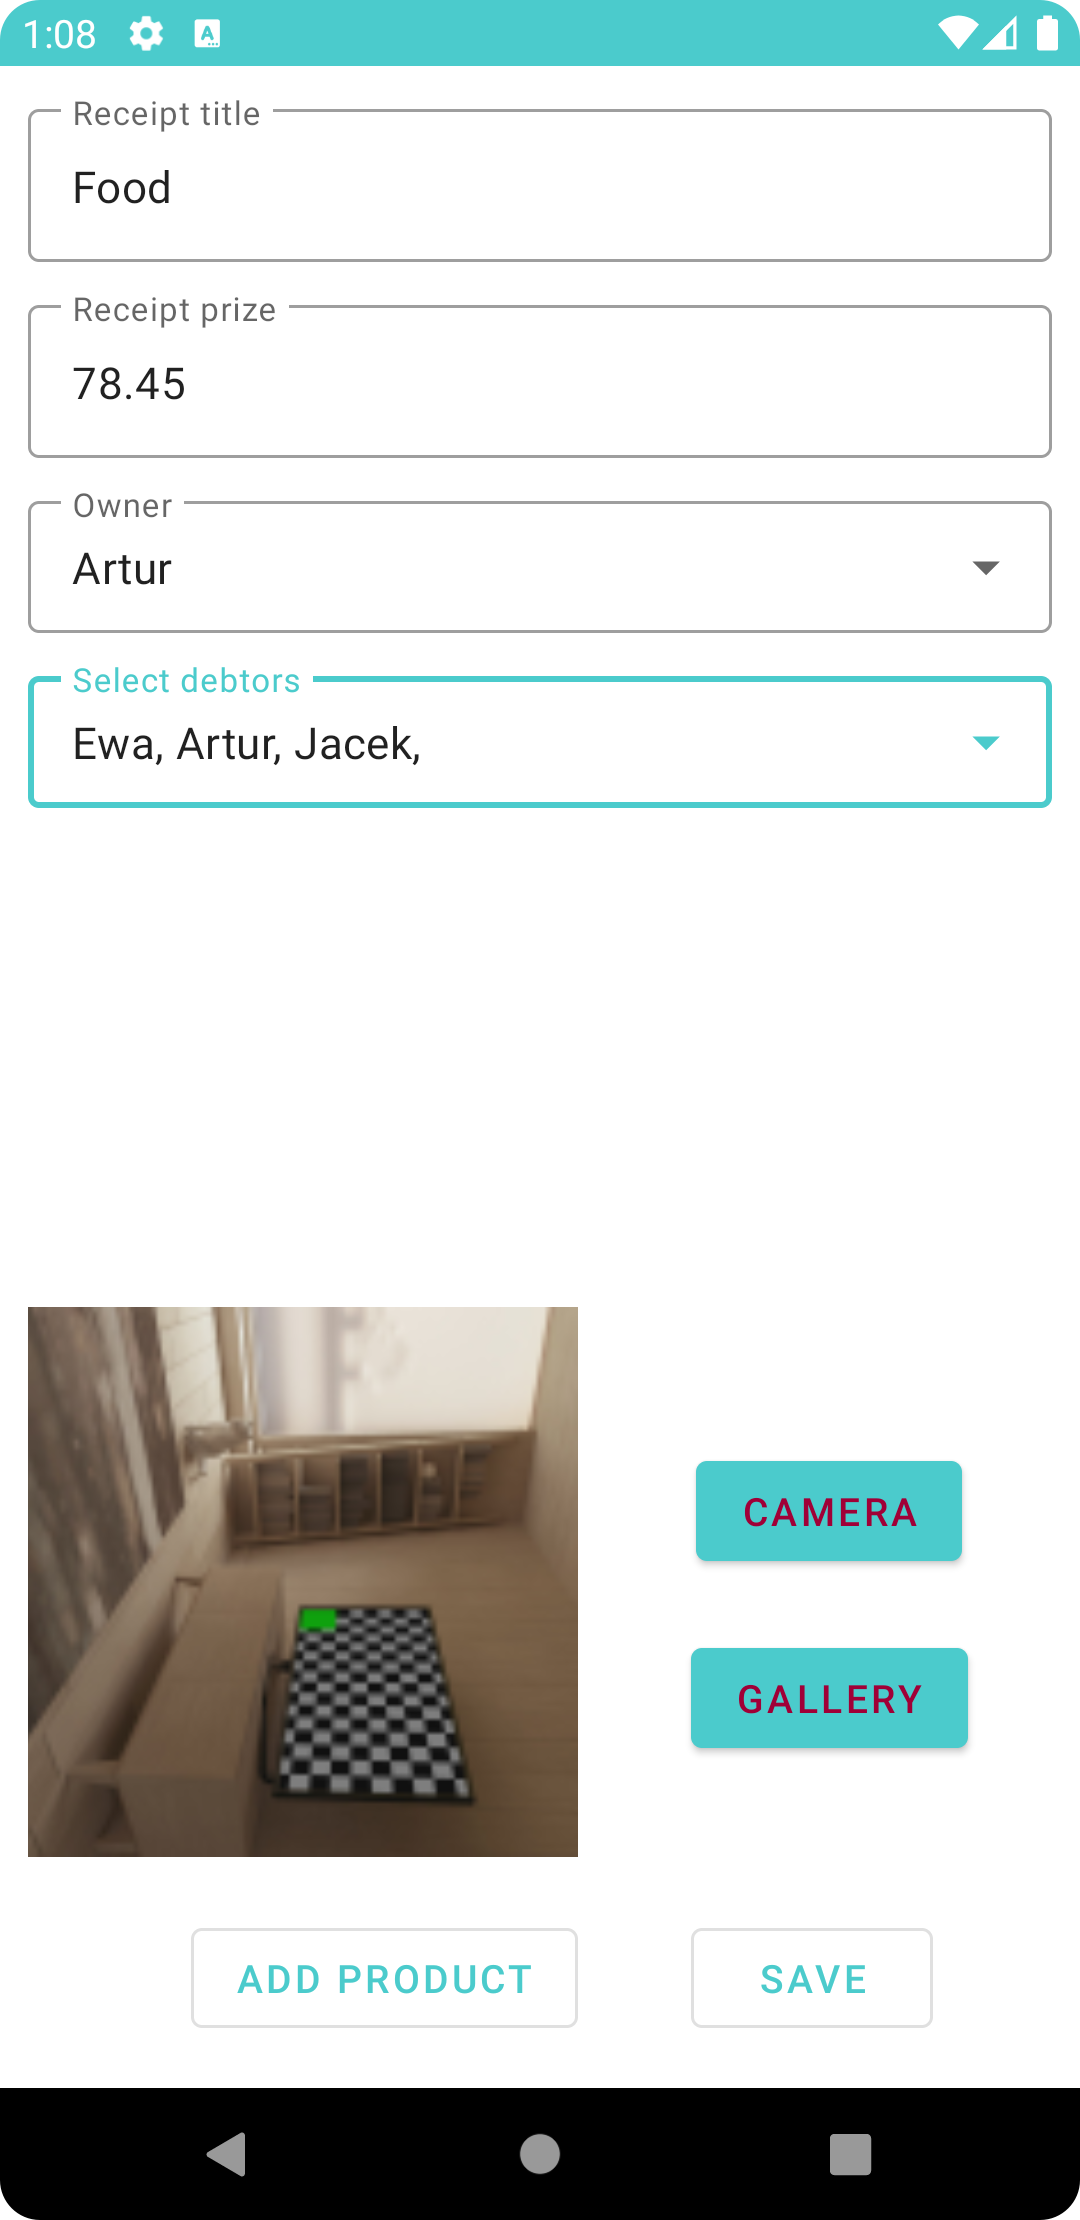 1:08
Receipt title
Food
Receipt prize
78.45
Owner
Artur
Select debtors
Ewa, Artur, Jacek,
CAMERA
GALLERY
ADD PRODUCT
SAVE